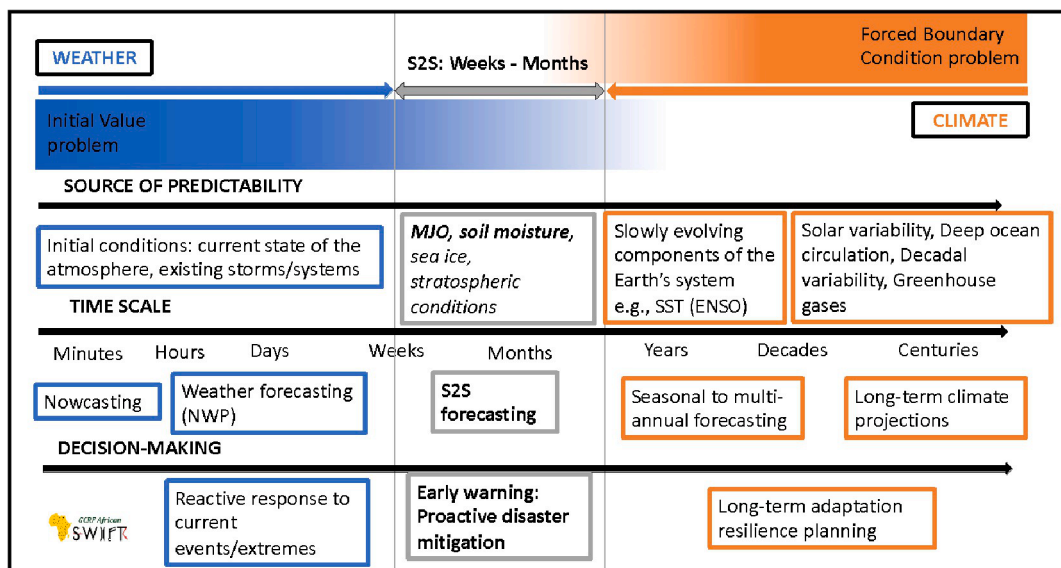 WEATHER
S2S: Weeks - Months
Forced Boundary
Condition problem
Initial Value
problem
CLIMATE
SOURCE OF PREDICTABILITY
Initial conditions: current state of the
atmosphere, existing storms/systems
MJO, soil moisture,
sea ice,
stratospheric
conditions
Slowly evolving
components of the
Earth's system
e.g., SST (ENSO)
Solar variability, Deep ocean
circulation, Decadal
variability, Greenhouse
gases
TIME SCALE
Minutes Hours Days Weeks Months Years Decades Centuries
Nowcasting
Weather forecasting
(NWP)
S2S
forecasting
Seasonal to multi-
annual forecasting
Long-term climate
projections
DECISION-MAKING
GCRF African
SWIFT
Reactive response to
current
events/extremes
Early warning:
Proactive disaster
mitigation
Long-term adaptation
resilience planning